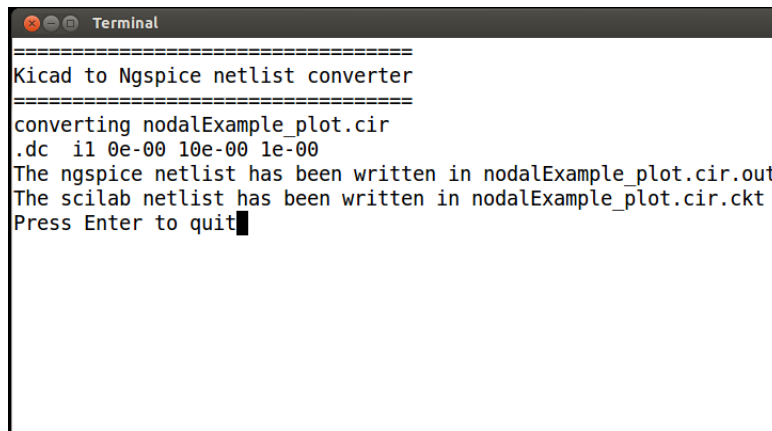 Terminal
==================================
Kicad to Ngspice netlist converter
==================================
converting nodalExample_plot.cir
.dc  i1 0e-00 10e-00 1e-00
The ngspice netlist has been written in nodalExample_plot.cir.out
The scilab netlist has been written in nodalExample_plot.cir.ckt
Press Enter to quit